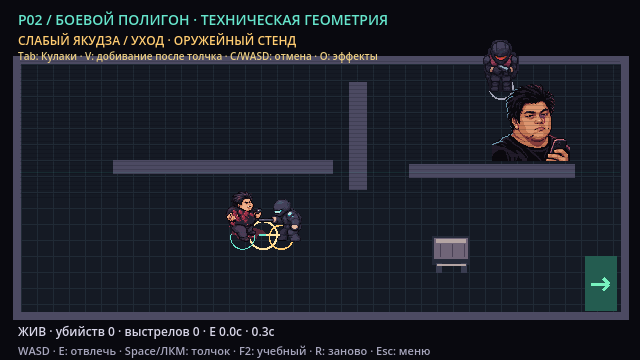 P02 / БОЕВОЙ ПОЛИГОН · ТЕХНИЧЕСКАЯ ГЕОМЕТРИЯ
СЛАБЫЙ ЯКУДЗА / УХОД · ОРУЖЕЙНЫЙ СТЕНД
Tab: Кулаки · V: добивание после толчка · C/WASD: отмена · O: эффекты
ЖИВ · убийств 0 · выстрелов 0 · E 0.0с · 0.3с
WASD · E: отвлечь · Space/ЛКМ: толчок · F2: учебный · R: заново · Esc: меню